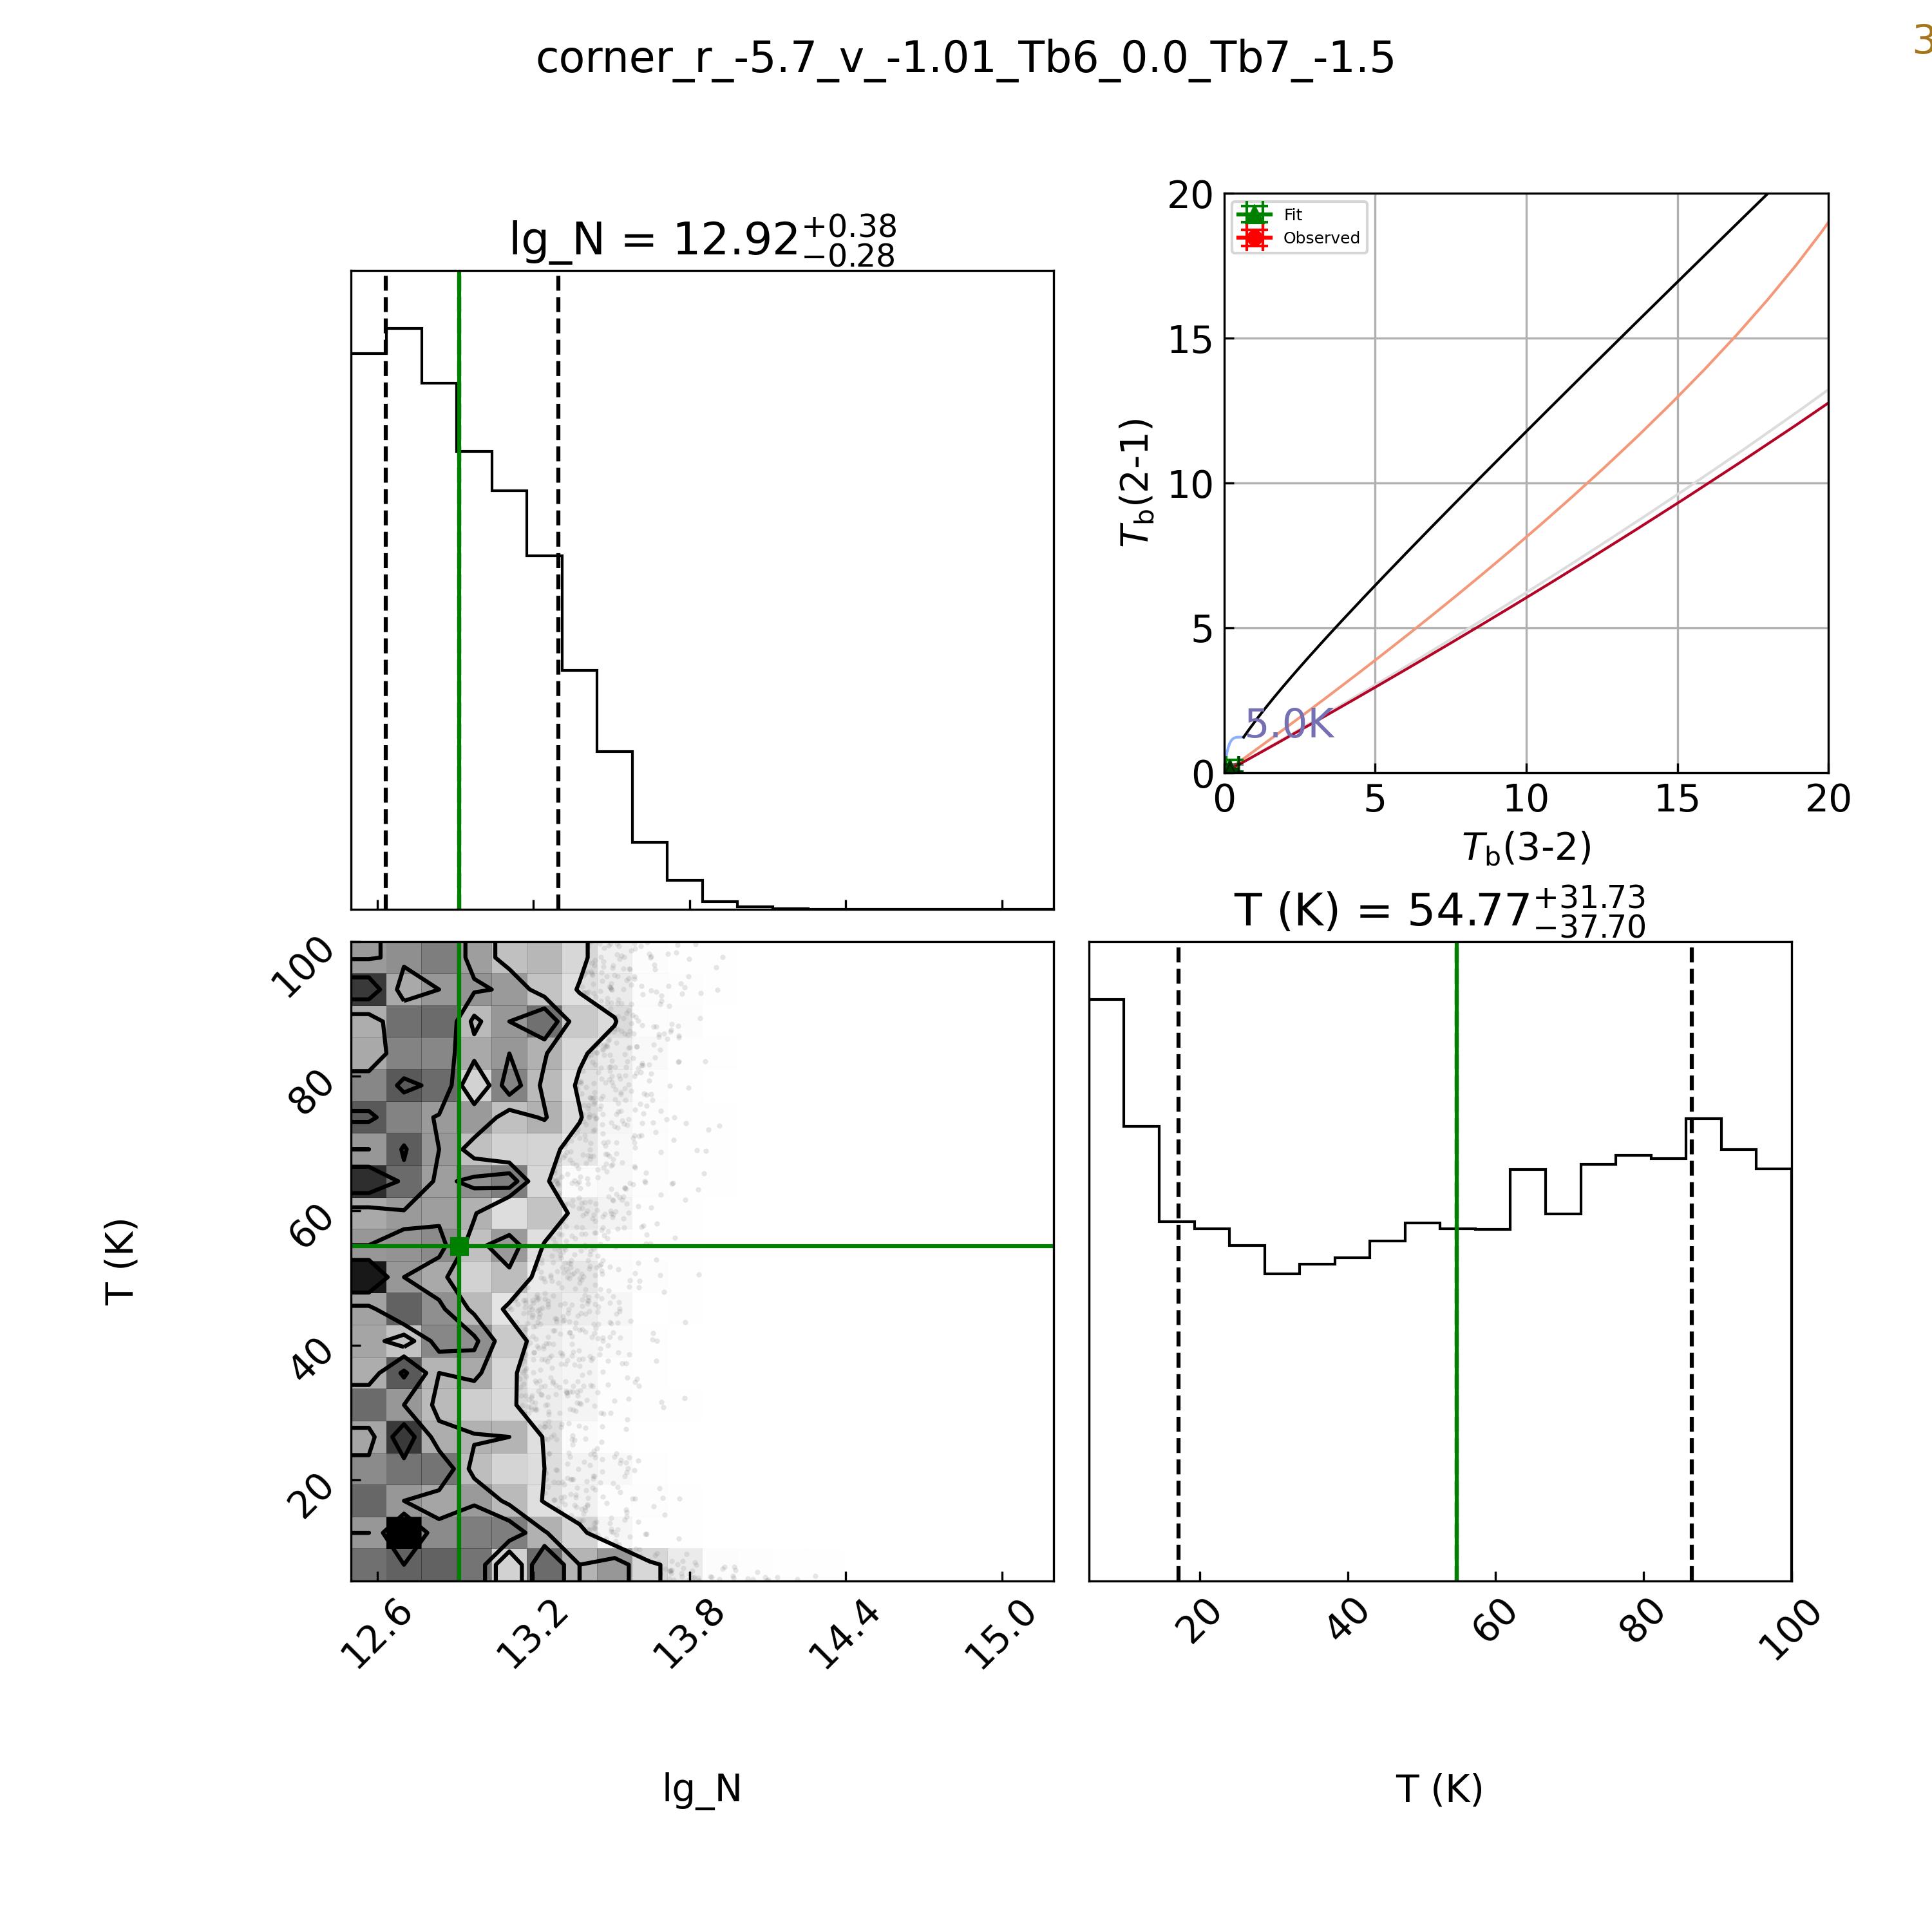 3
corner_r_-5.7_v_-1.01_Tb6_0.0_Tb7_-1.5
lg_N = 12.92+0.38−0.28
20
15
10
5
0
Tb(2-1)
Fit
Observed
5.0K
0 5 10 15 20
Tb(3-2)
T (K) = 54.77+31.73−37.70
100
80
60
40
20
T (K)
12.6 13.2 13.8 14.4 15.0
lg_N
20 40 60 80 100
T (K)